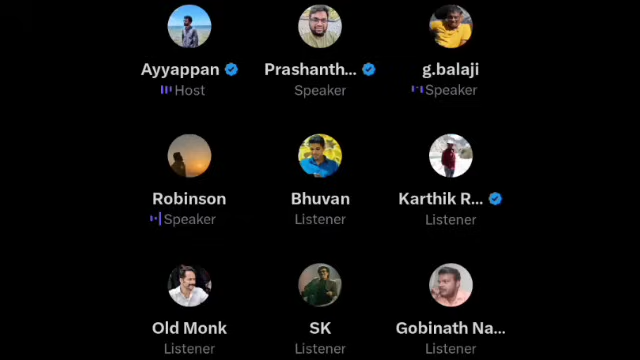 Ayyappan Prashanth... g.balaji
Host Speaker Speaker
Robinson Bhuvan Karthik R...
Speaker Listener Listener
Old Monk SK Gobinath Na...
Listener Listener Listener